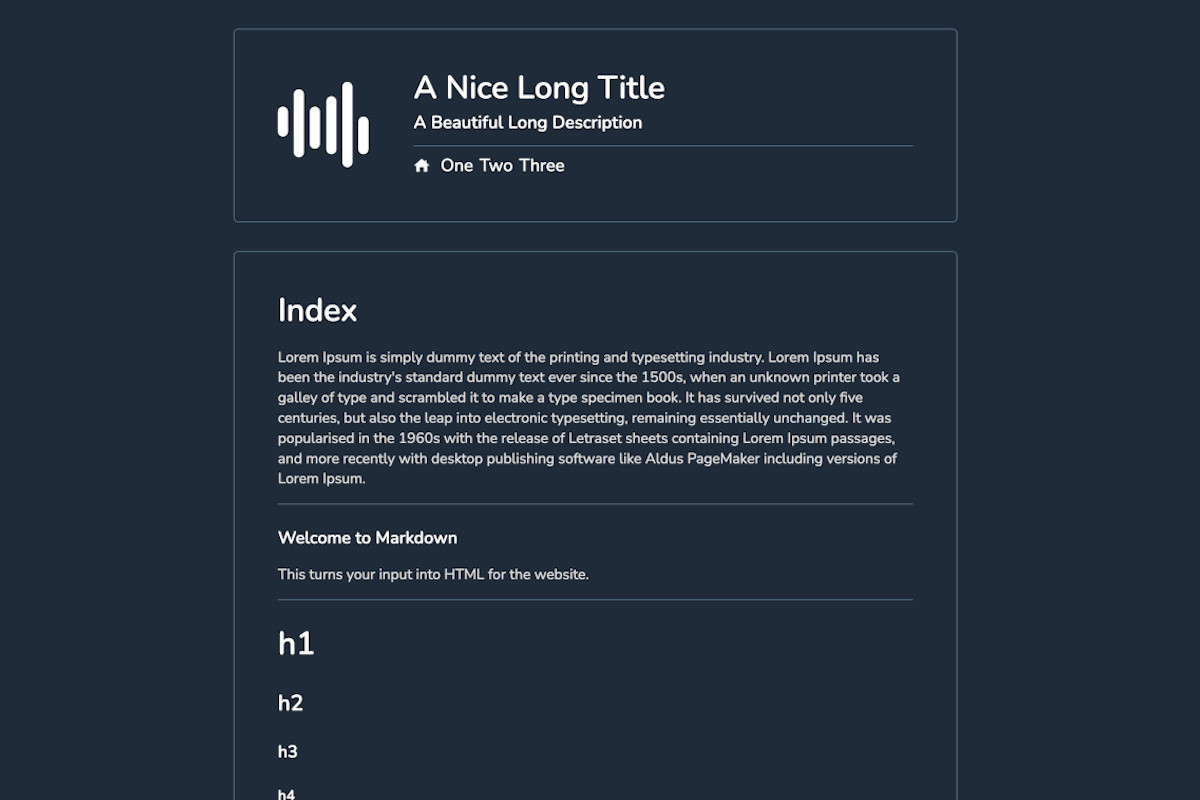 A Nice Long Title
A Beautiful Long Description
One Two Three
Index
Lorem Ipsum is simply dummy text of the printing and typesetting industry. Lorem Ipsum has
been the industry's standard dummy text ever since the 1500s, when an unknown printer took a
galley of type and scrambled it to make a type specimen book. It has survived not only five
centuries, but also the leap into electronic typesetting, remaining essentially unchanged. It was
popularised in the 1960s with the release of Letraset sheets containing Lorem Ipsum passages,
and more recently with desktop publishing software like Aldus PageMaker including versions of
Lorem Ipsum.
Welcome to Markdown
This turns your input into HTML for the website.
h1
h2
h3
h4